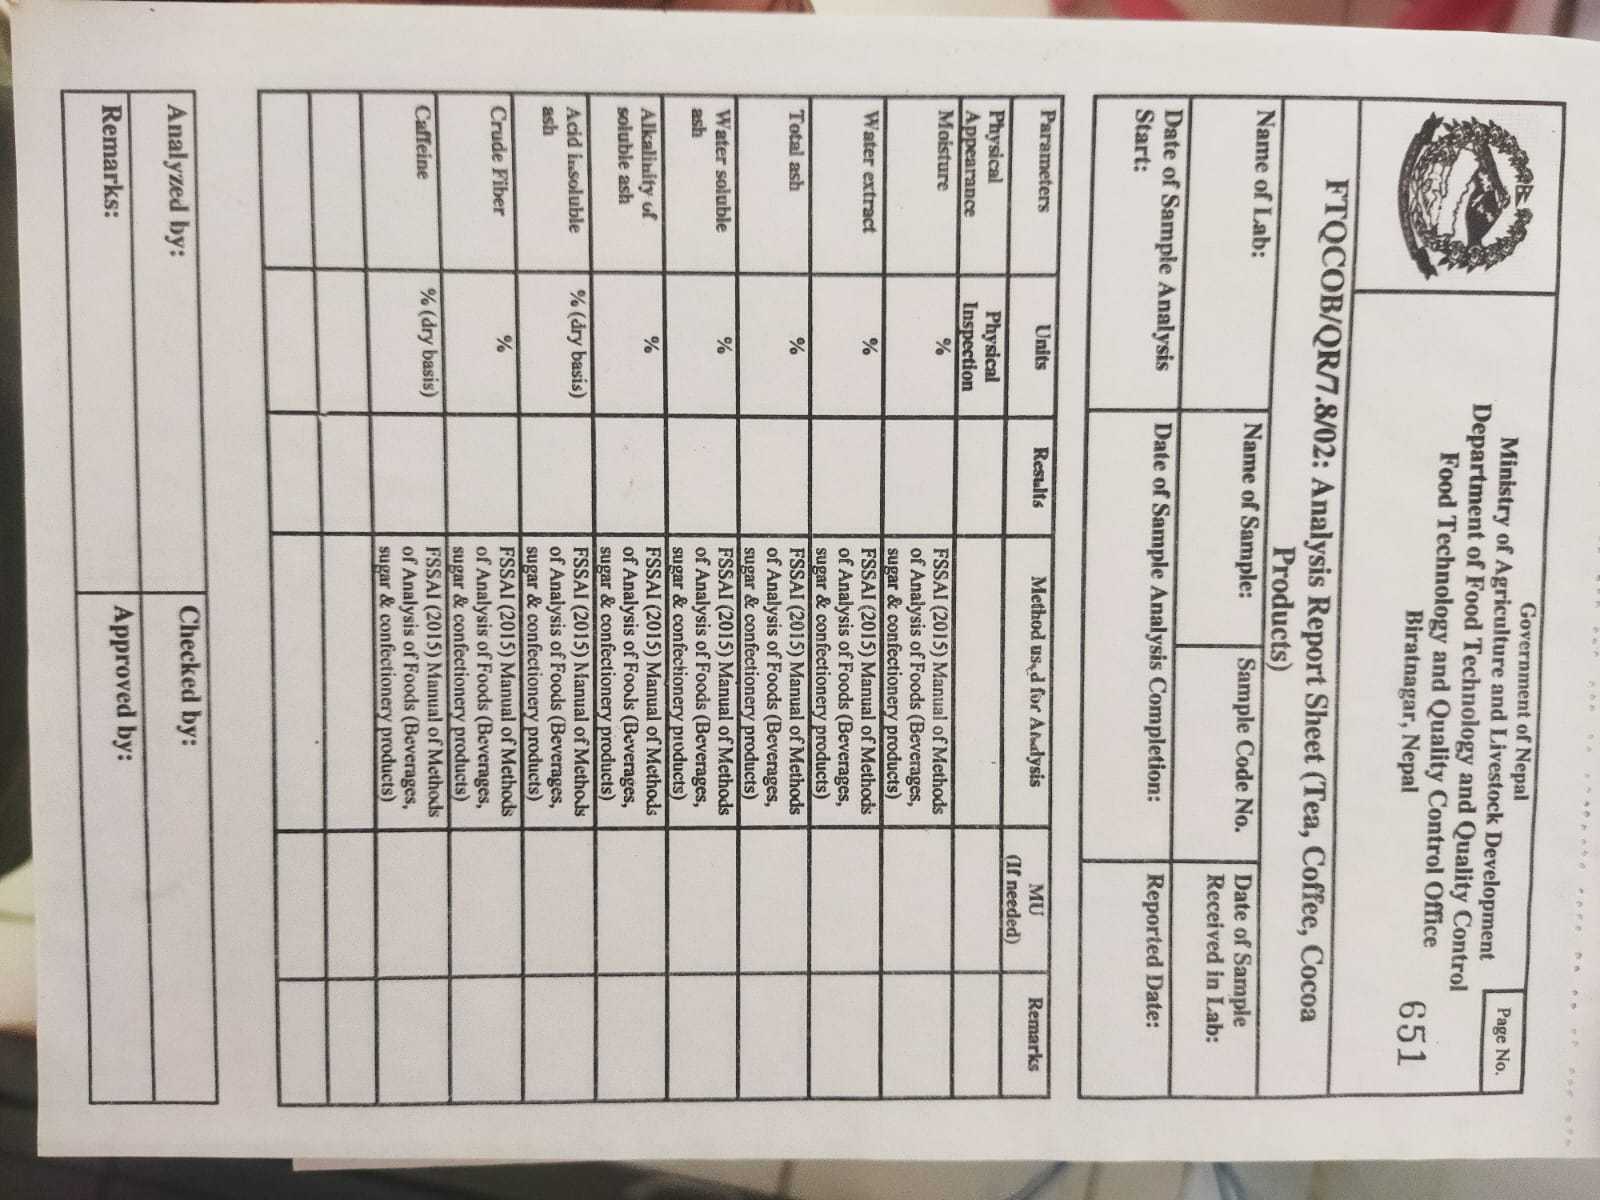 Government of Nepal
Ministry of Agriculture and Livestock Development
Department of Food Technology and Quality Control
Food Technology and Quality Control Office
Biratnagar, Nepal
Page No.
651
FTQCOB/QR/7.8/02: Analysis Report Sheet (Tea, Coffee, Cocoa
Products)
Name of Lab:
Name of Sample:
Sample Code No.
Date of Sample
Received in Lab:
Date of Sample Analysis
Start:
Date of Sample Analysis Completion:
Reported Date:
Parameters
Units
Results
Method used for Analysis
MU
(If needed)
Remarks
Physical
Appearance
Physical
Inspection
Moisture
%
FSSAI (2015) Manual of Methods
of Analysis of Foods (Beverages,
sugar & confectionery products)
Water extract
%
FSSAI (2015) Manual of Methods
of Analysis of Foods (Beverages,
sugar & confectionery products)
Total ash
%
FSSAI (2015) Manual of Methods
of Analysis of Foods (Beverages,
sugar & confectionery products)
Water soluble
ash
%
FSSAI (2015) Manual of Methods
of Analysis of Foods (Beverages,
sugar & confectionery products)
Alkalinity of
soluble ash
%
FSSAI (2015) Manual of Methods
of Analysis of Foods (Beverages,
sugar & confectionery products)
Acid insoluble
ash
% (dry basis)
FSSAI (2015) Manual of Methods
of Analysis of Foods (Beverages,
sugar & confectionery products)
Crude Fiber
%
FSSAI (2015) Manual of Methods
of Analysis of Foods (Beverages,
sugar & confectionery products)
Caffeine
% (dry basis)
FSSAI (2015) Manual of Methods
of Analysis of Foods (Beverages,
sugar & confectionery products)
Analyzed by:
Checked by:
Remarks:
Approved by: